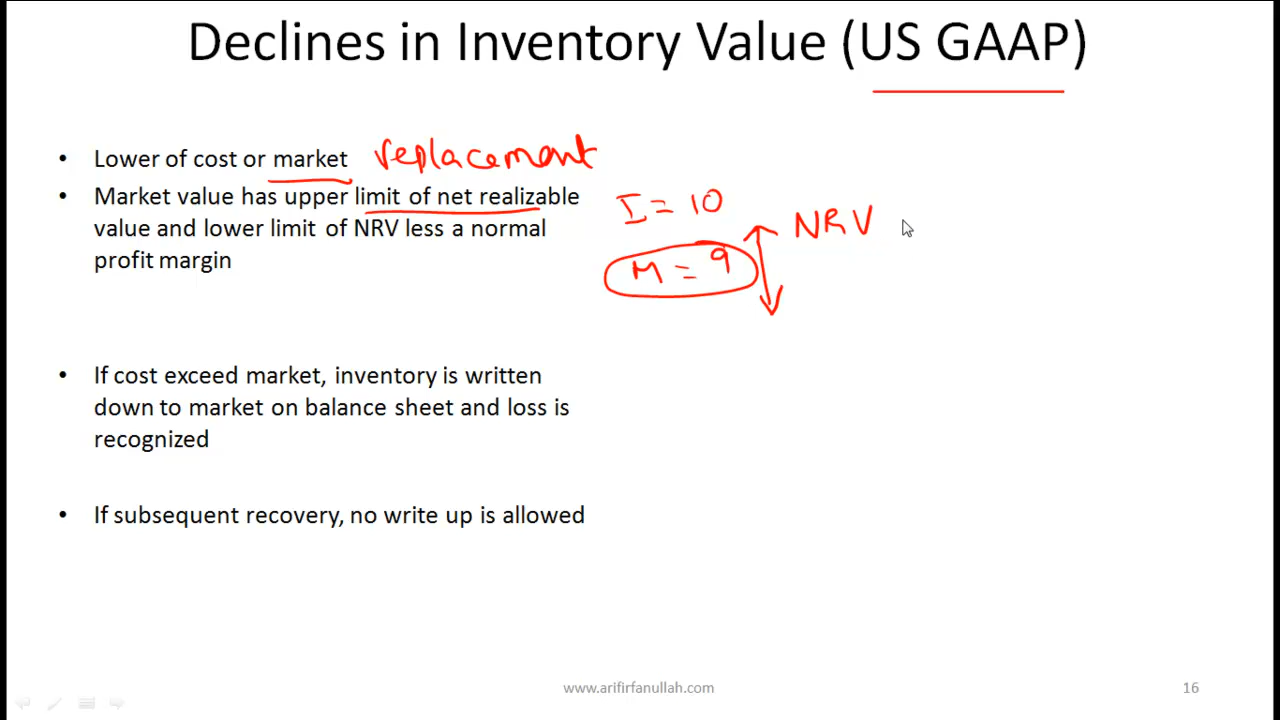 Declines in Inventory Value (US GAAP)
• Lower of cost or market replacement
• Market value has upper limit of net realizable
value and lower limit of NRV less a normal
profit margin
I = 10
NRV
M = 9
• If cost exceed market, inventory is written
down to market on balance sheet and loss is
recognized
• If subsequent recovery, no write up is allowed
www.arifirfanullah.com
16